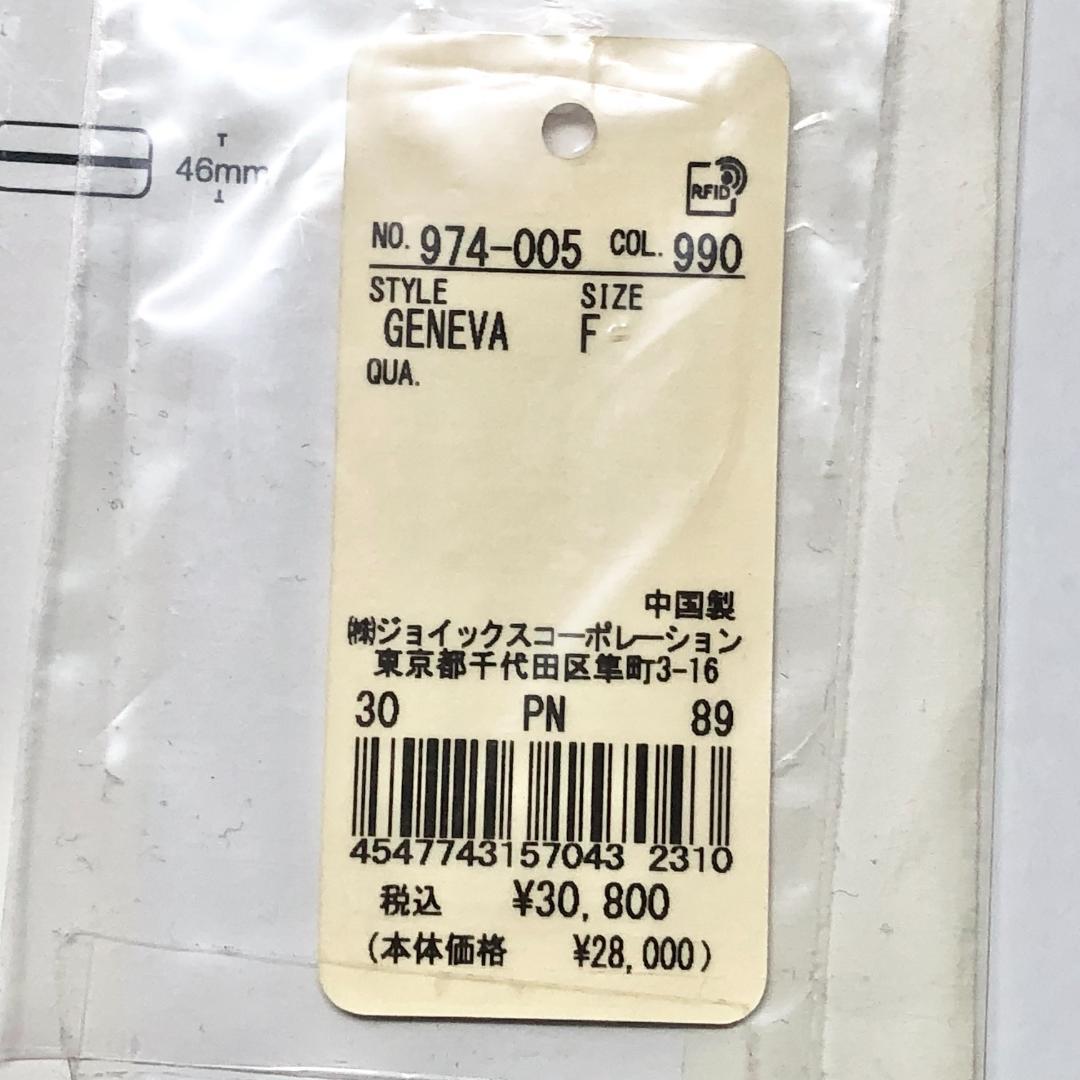 46mm
RFID
NO. 974-005 COL. 990
STYLE SIZE
GENEVA F
QUA.
中国製
㈱ジョイックスコーポレーション
東京都千代田区隼町3-16
30 PN 89
4547743157043 2310
税込 ¥30,800
(本体価格 ¥28,000)